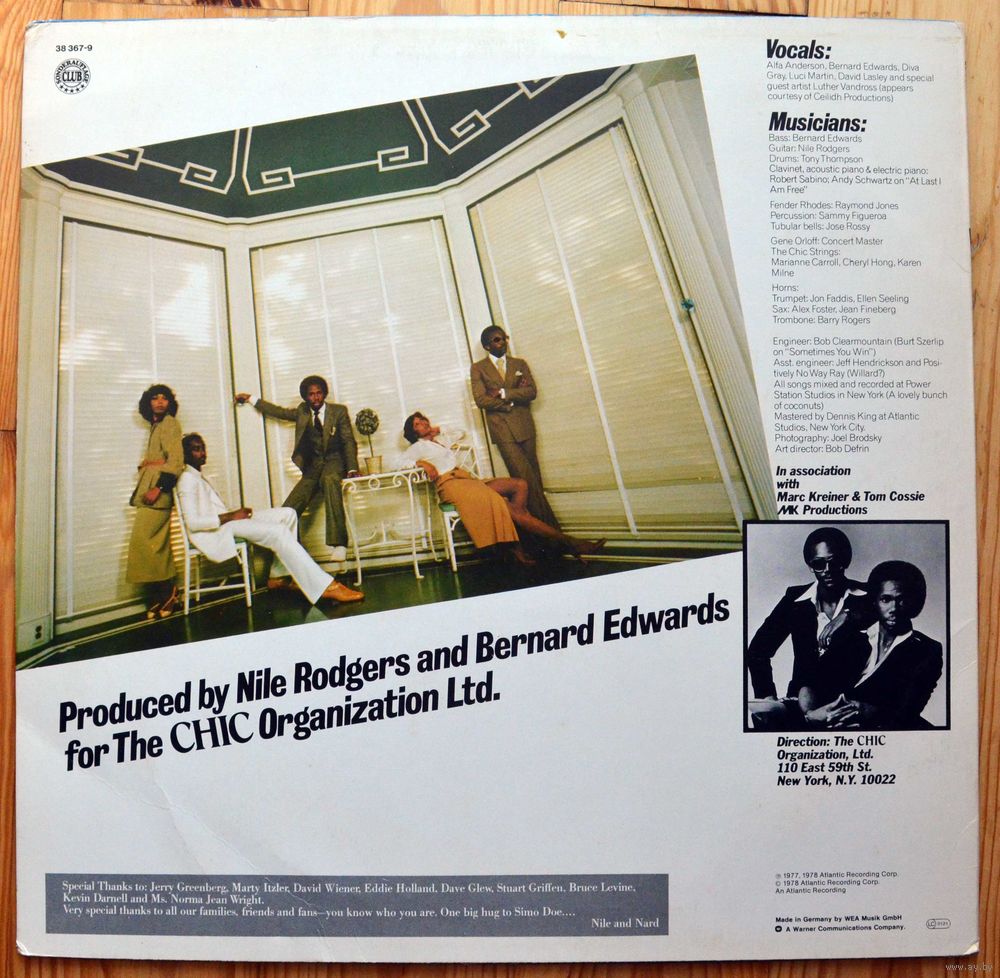 38 367-9
SONDERAUFLAGE
CLUB
Vocals:
Alfa Anderson, Bernard Edwards, Diva
Gray, Luci Martin, David Lasley and special
guest artist Luther Vandross (appears
courtesy of Ceilidh Productions)
Musicians:
Bass: Bernard Edwards
Guitar: Nile Rodgers
Drums: Tony Thompson
Clavinet, acoustic piano & electric piano:
Robert Sabino; Andy Schwartz on "At Last I
Am Free"
Fender Rhodes: Raymond Jones
Percussion: Sammy Figueroa
Tubular bells: Jose Rossy
Gene Orloff: Concert Master
The Chic Strings:
Marianne Carroll, Cheryl Hong, Karen
Milne
Horns:
Trumpet: Jon Faddis, Ellen Seeling
Sax: Alex Foster, Jean Fineberg
Trombone: Barry Rogers
Engineer: Bob Clearmountain (Burt Szerlip
on "Sometimes You Win")
Asst. engineer: Jeff Hendrickson and Posi-
tively No Way Ray (Willard?)
All songs mixed and recorded at Power
Station Studios in New York (A lovely bunch
of coconuts)
Mastered by Dennis King at Atlantic
Studios, New York City.
Photography: Joel Brodsky
Art director: Bob Defrin
In association
with
Marc Kreiner & Tom Cossie
MK Productions
Produced by Nile Rodgers and Bernard Edwards
for The CHIC Organization Ltd.
Direction: The CHIC
Organization, Ltd.
110 East 59th St.
New York, N.Y. 10022
Special Thanks to: Jerry Greenberg, Marty Itzler, David Wiener, Eddie Holland, Dave Glew, Stuart Griffen, Bruce Levine,
Kevin Darnell and Ms. Norma Jean Wright.
Very special thanks to all our families, friends and fans—you know who you are. One big hug to Simo Doe....
Nile and Nard
℗ 1977, 1978 Atlantic Recording Corp.
© 1978 Atlantic Recording Corp.
An Atlantic Recording
Made in Germany by WEA Musik GmbH
A Warner Communications Company.
LC 0121
www.ay.by